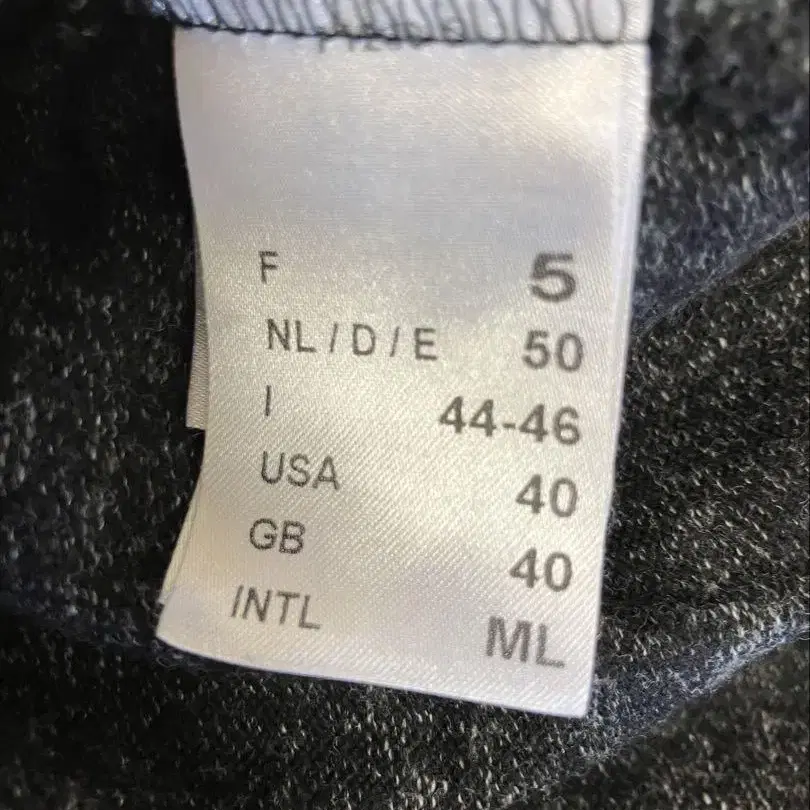 F 5
NL / D / E 50
I 44-46
USA 40
GB 40
INTL ML